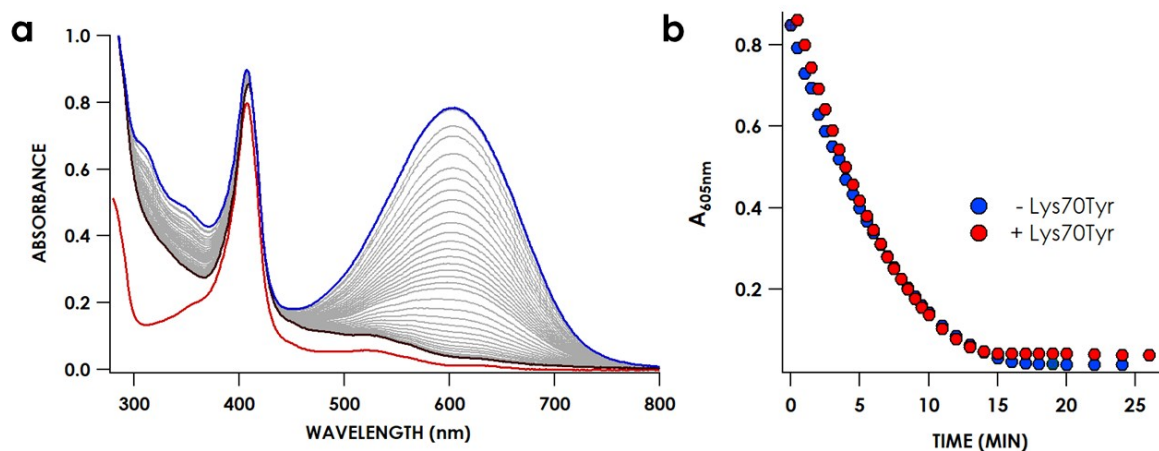 a
ABSORBANCE
1.0
0.8
0.6
0.4
0.2
0.0
300 400 500 600 700 800
WAVELENGTH (nm)
b
A605nm
0.8
0.6
0.4
0.2
- Lys70Tyr
+ Lys70Tyr
0 5 10 15 20 25
TIME (MIN)